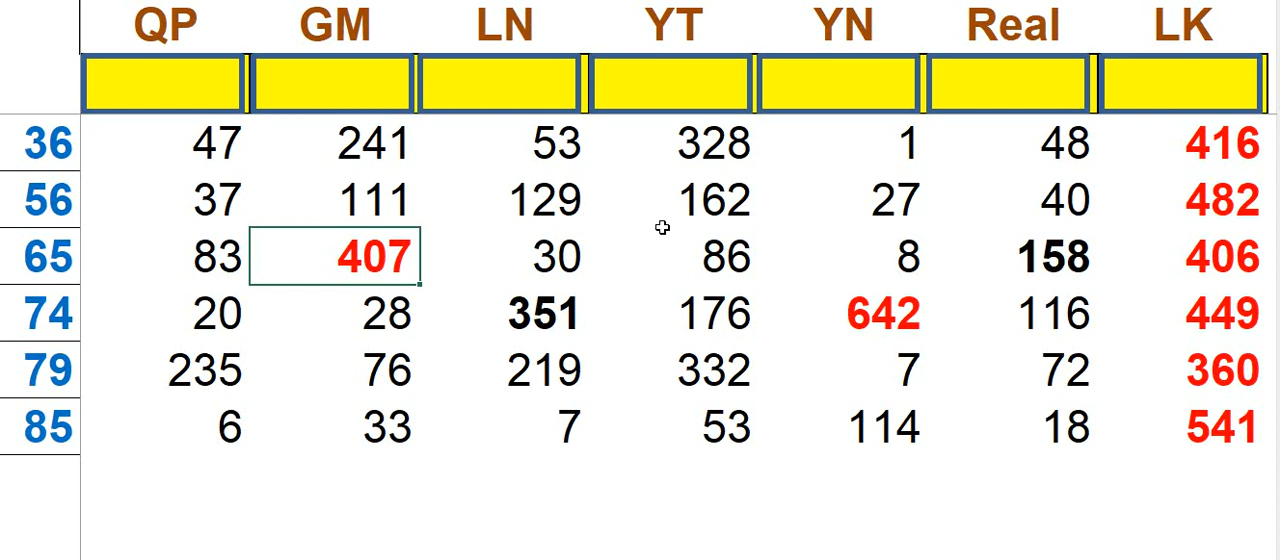 QP GM LN YT YN Real LK
36 47 241 53 328 1 48 416
56 37 111 129 162 27 40 482
65 83 407 30 86 8 158 406
74 20 28 351 176 642 116 449
79 235 76 219 332 7 72 360
85 6 33 7 53 114 18 541